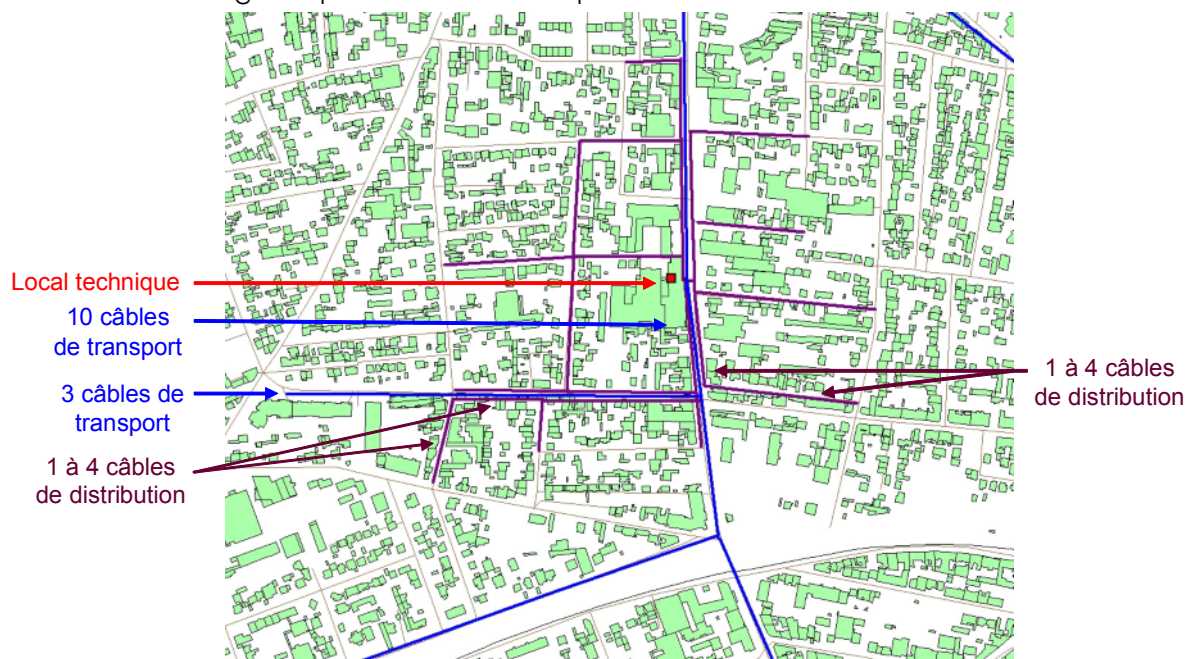 Local technique
10 câbles
de transport
3 câbles de
transport
1 à 4 câbles
de distribution
1 à 4 câbles
de distribution